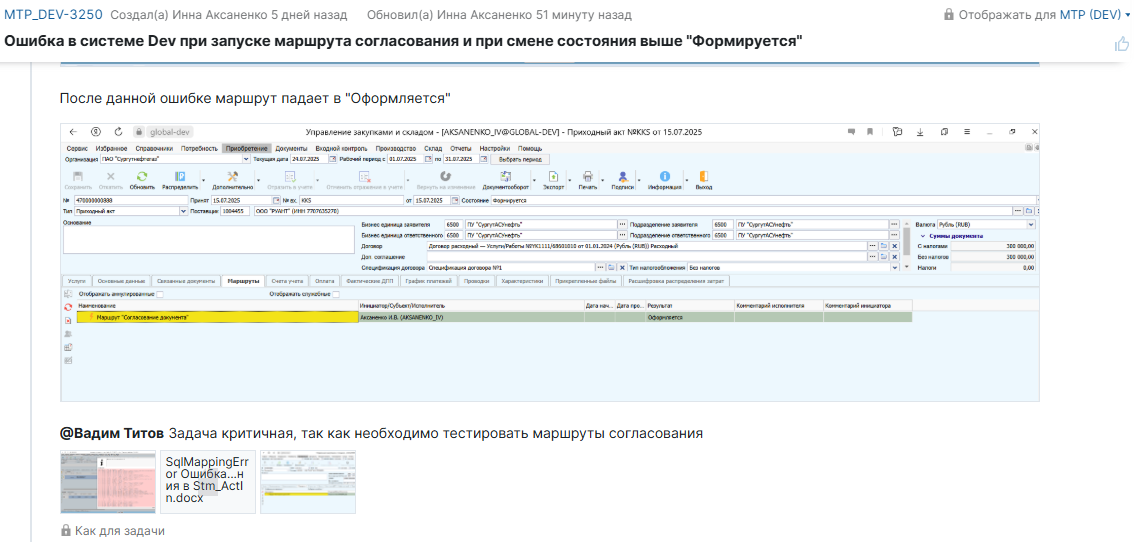 MTP_DEV-3250 Создал(а) Инна Аксаненко 5 дней назад Обновил(а) Инна Аксаненко 51 минуту назад Отображать для MTP (DEV)
Ошибка в системе Dev при запуске маршрута согласования и при смене состояния выше "Формируется"
После данной ошибке маршрут падает в "Оформляется"
global-dev Управление закупками и складом - [AKSANENKO_IV@GLOBAL-DEV] - Приходный акт №KKS от 15.07.2025
Сервис Избранное Справочники Потребность Приобретение Документы Входной контроль Производство Склад Отчеты Настройки Помощь
Организация ПАО "Сургутнефтегаз" Текущая дата 24.07.2025 Рабочий период с 01.07.2025 по 31.07.2025 Выбрать период
Сохранить Откатить Обновить Распределить Дополнительно Отразить в учете Отменить отражение в учете Вернуть на изменение Документооборот Экспорт Печать Подписи Информация Выход
№ 470000000888 Принят 15.07.2025 № вх. KKS от 15.07.2025 Состояние Формируется
Тип Приходный акт Поставщик 1004455 ООО "РУАНТ" (ИНН 7707635270)
Основание
Бизнес единица заявителя 6500 ПУ "СургутАСУнефть" Подразделение заявителя 6500 ПУ "СургутАСУнефть" Валюта Рубль (RUB)
Бизнес единица ответственного 6500 ПУ "СургутАСУнефть" Подразделение ответственного 6500 ПУ "СургутАСУнефть" Суммы документа
Договор Договор расходный — Услуги/Работы №УК1111/68601010 от 01.01.2024 (Рубль (RUB)) Расходный С налогами 300 000,00
Доп. соглашение Без налогов 300 000,00
Спецификация договора Спецификация договора №1 Тип налогообложения Без налогов Налоги 0,00
Услуги Основные данные Связанные документы Маршруты Счета учета Оплата Фактические ДПП График платежей Проводки Характеристики Прикрепленные файлы Расшифровка распределения затрат
Отображать аннулированные Отображать служебные
Наименование Инициатор/Субъект/Исполнитель Дата нач... Дата про... Результат Комментарий исполнителя Комментарий инициатора
Маршрут "Согласование документа" Аксаненко И.В. (AKSANENKO_IV) Оформляется
@Вадим Титов Задача критичная, так как необходимо тестировать маршруты согласования
SqlMappingErr
or Ошибка...н
ия в Stm_ActI
n.docx
Как для задачи